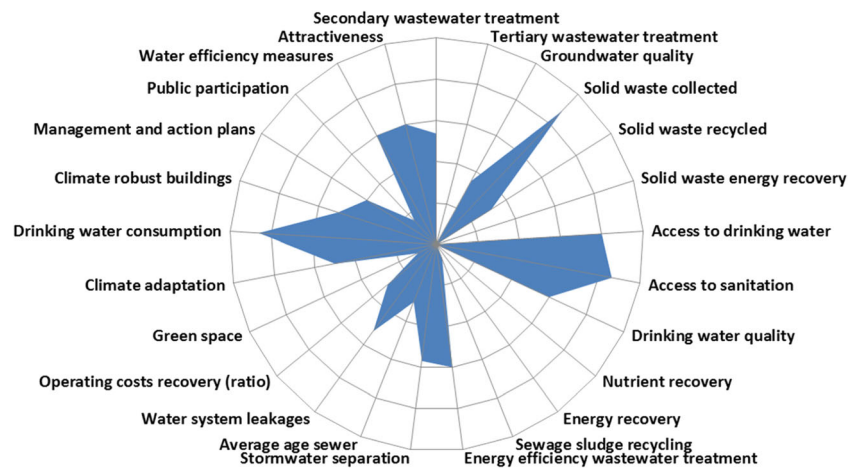 Secondary wastewater treatment
Attractiveness
Tertiary wastewater treatment
Water efficiency measures
Groundwater quality
Public participation
Solid waste collected
Management and action plans
Solid waste recycled
Climate robust buildings
Solid waste energy recovery
Drinking water consumption
Access to drinking water
Climate adaptation
Access to sanitation
Green space
Drinking water quality
Operating costs recovery (ratio)
Nutrient recovery
Water system leakages
Energy recovery
Average age sewer
Sewage sludge recycling
Stormwater separation
Energy efficiency wastewater treatment